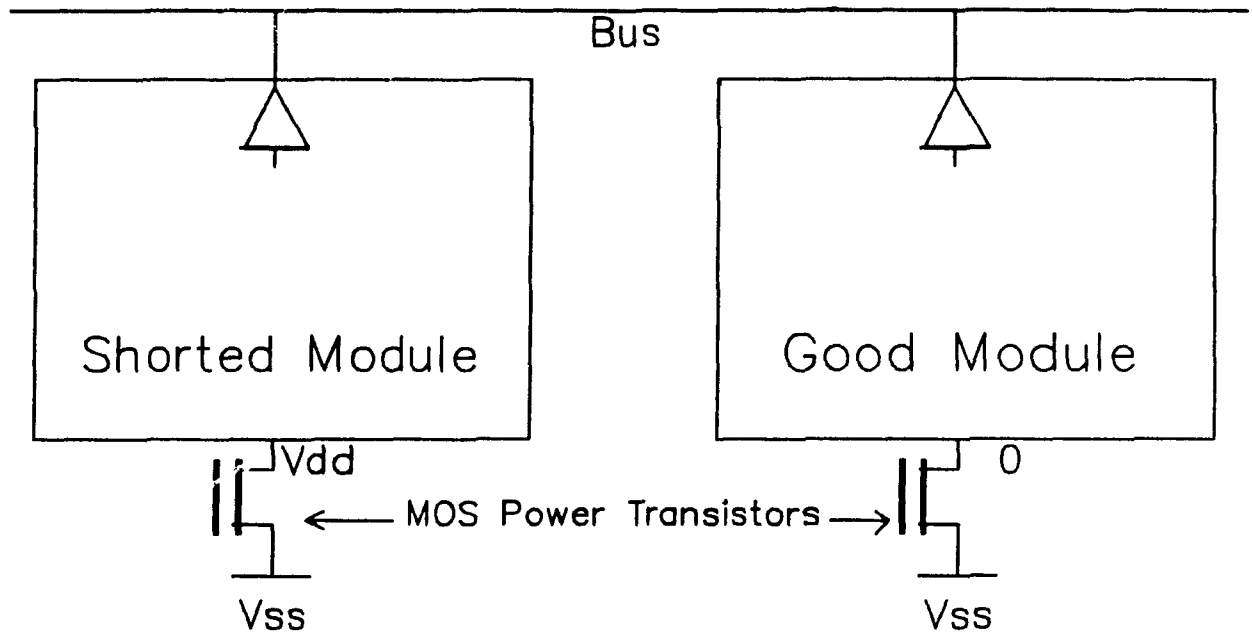 Bus
Shorted Module
Good Module
Vdd
0
MOS Power Transistors
Vss
Vss